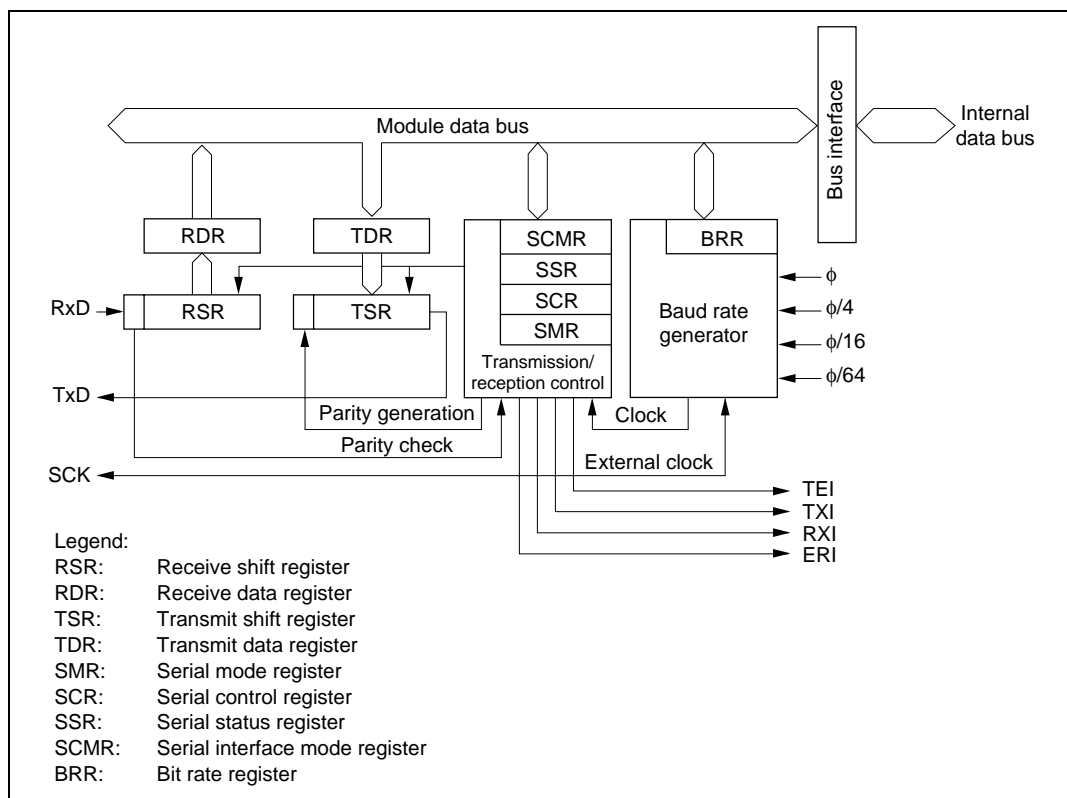 Module data bus
Bus interface
Internal
data bus
RDR
TDR
SCMR
BRR
SSR
φ
RxD
RSR
TSR
SCR
Baud rate
generator
φ/4
SMR
φ/16
Transmission/
reception control
φ/64
TxD
Parity generation
Clock
Parity check
SCK
External clock
TEI
TXI
RXI
ERI
Legend:
RSR: Receive shift register
RDR: Receive data register
TSR: Transmit shift register
TDR: Transmit data register
SMR: Serial mode register
SCR: Serial control register
SSR: Serial status register
SCMR: Serial interface mode register
BRR: Bit rate register